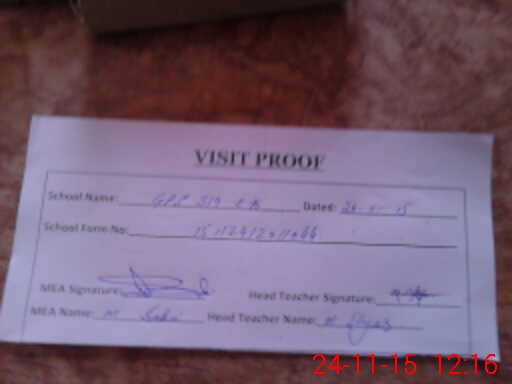 VISIT PROOF
School Name: GPS 519 EB Dated: 24-11-15
School Form No:
MEA Signature: Head Teacher Signature:
MEA Name: M Head Teacher Name: M Ilyas
24-11-15 12:16